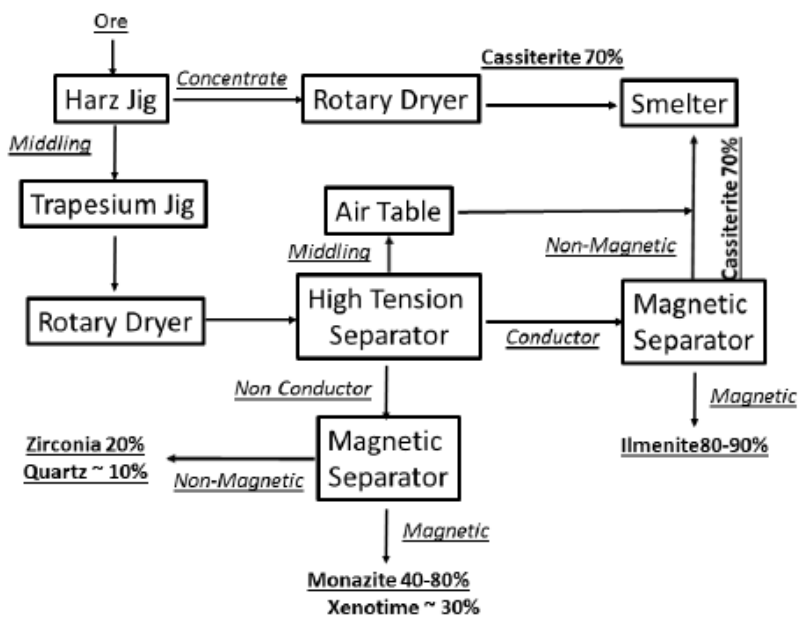 Ore
Cassiterite 70%
Concentrate
Harz Jig
Rotary Dryer
Smelter
Middling
Cassiterite 70%
Trapesium Jig
Air Table
Non-Magnetic
Middling
Rotary Dryer
High Tension
Separator
Magnetic
Separator
Conductor
Non Conductor
Magnetic
Zirconia 20%
Quartz ~ 10%
Magnetic
Separator
Ilmenite80-90%
Non-Magnetic
Magnetic
Monazite 40-80%
Xenotime ~ 30%